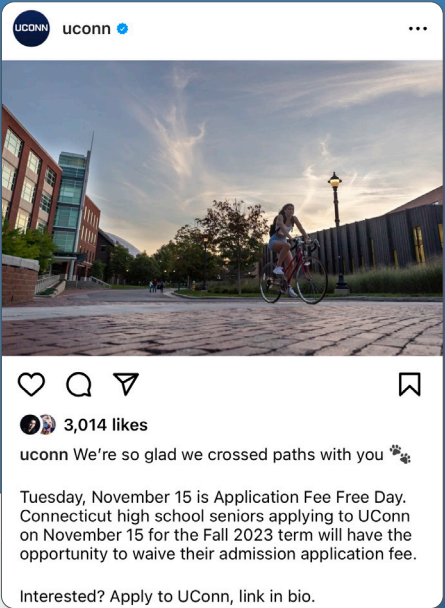 UCONN
uconn
3,014 likes
uconn We're so glad we crossed paths with you 🐾
Tuesday, November 15 is Application Fee Free Day.
Connecticut high school seniors applying to UConn
on November 15 for the Fall 2023 term will have the
opportunity to waive their admission application fee.
Interested? Apply to UConn, link in bio.